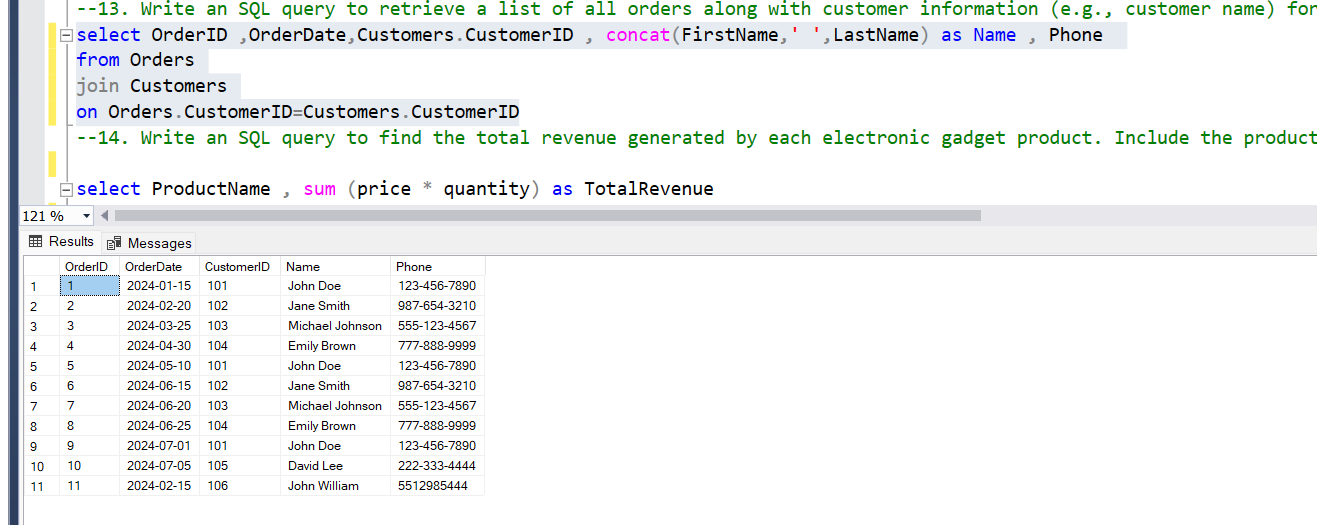 --13. Write an SQL query to retrieve a list of all orders along with customer information (e.g., customer name) for
select OrderID ,OrderDate,Customers.CustomerID , concat(FirstName,' ',LastName) as Name , Phone
from Orders
join Customers
on Orders.CustomerID=Customers.CustomerID
--14. Write an SQL query to find the total revenue generated by each electronic gadget product. Include the product
select ProductName , sum (price * quantity) as TotalRevenue
121 %
Results Messages
OrderID OrderDate CustomerID Name Phone
1 1 2024-01-15 101 John Doe 123-456-7890
2 2 2024-02-20 102 Jane Smith 987-654-3210
3 3 2024-03-25 103 Michael Johnson 555-123-4567
4 4 2024-04-30 104 Emily Brown 777-888-9999
5 5 2024-05-10 101 John Doe 123-456-7890
6 6 2024-06-15 102 Jane Smith 987-654-3210
7 7 2024-06-20 103 Michael Johnson 555-123-4567
8 8 2024-06-25 104 Emily Brown 777-888-9999
9 9 2024-07-01 101 John Doe 123-456-7890
10 10 2024-07-05 105 David Lee 222-333-4444
11 11 2024-02-15 106 John William 5512985444